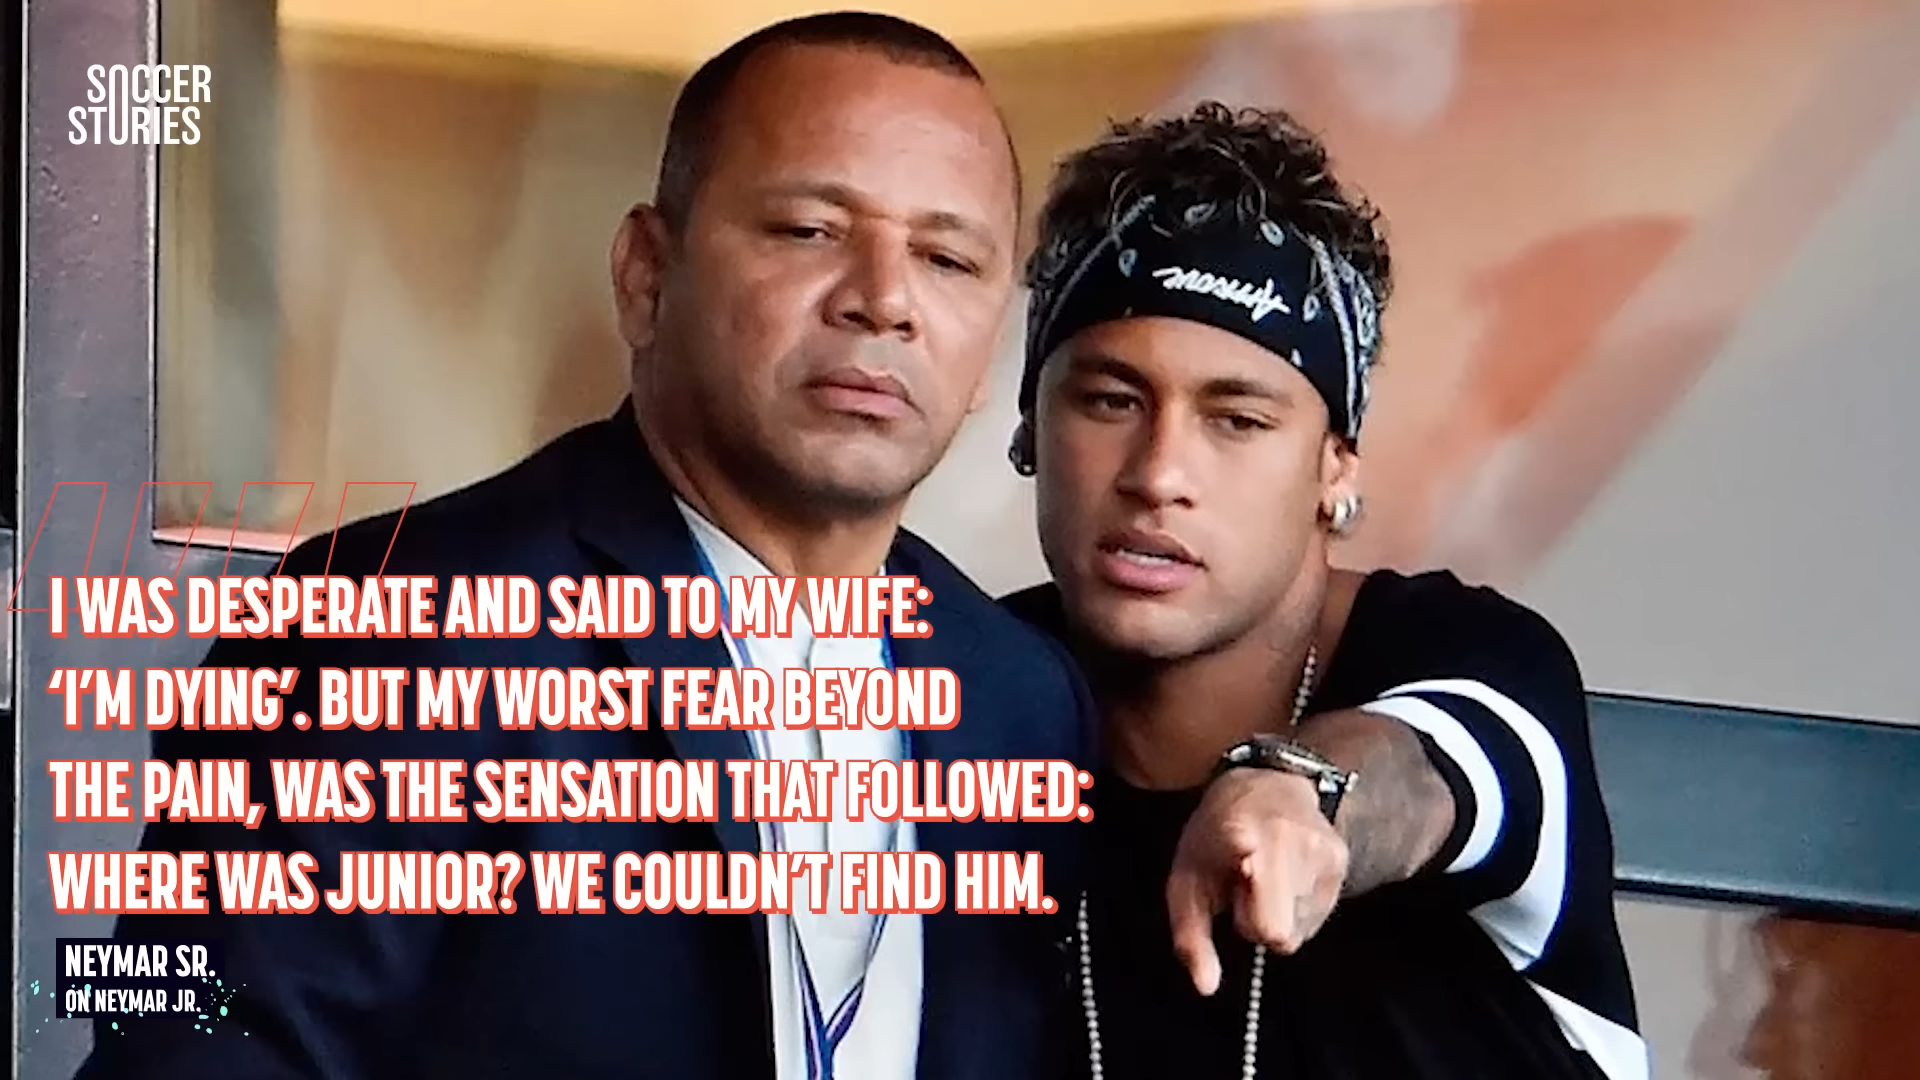 SOCCER
STORIES
Approve
I WAS DESPERATE AND SAID TO MY WIFE:
‘I’M DYING’. BUT MY WORST FEAR BEYOND
THE PAIN, WAS THE SENSATION THAT FOLLOWED:
WHERE WAS JUNIOR? WE COULDN’T FIND HIM.
NEYMAR SR.
ON NEYMAR JR.